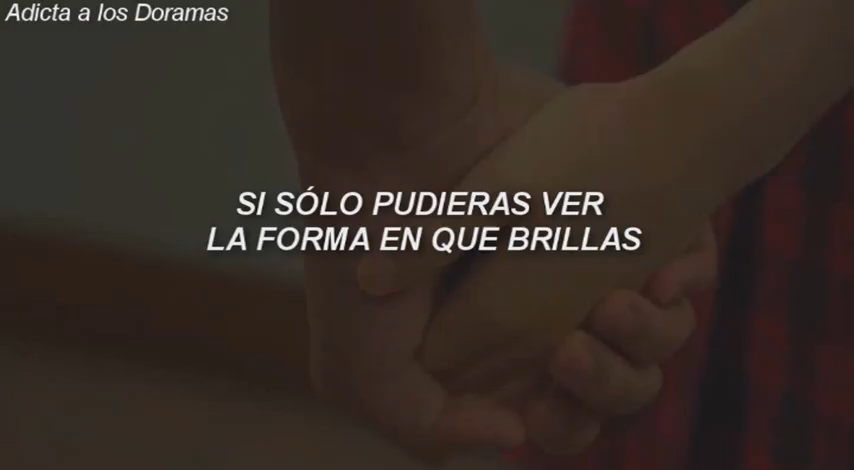 Adicta a los Doramas
SI SÓLO PUDIERAS VER
LA FORMA EN QUE BRILLAS